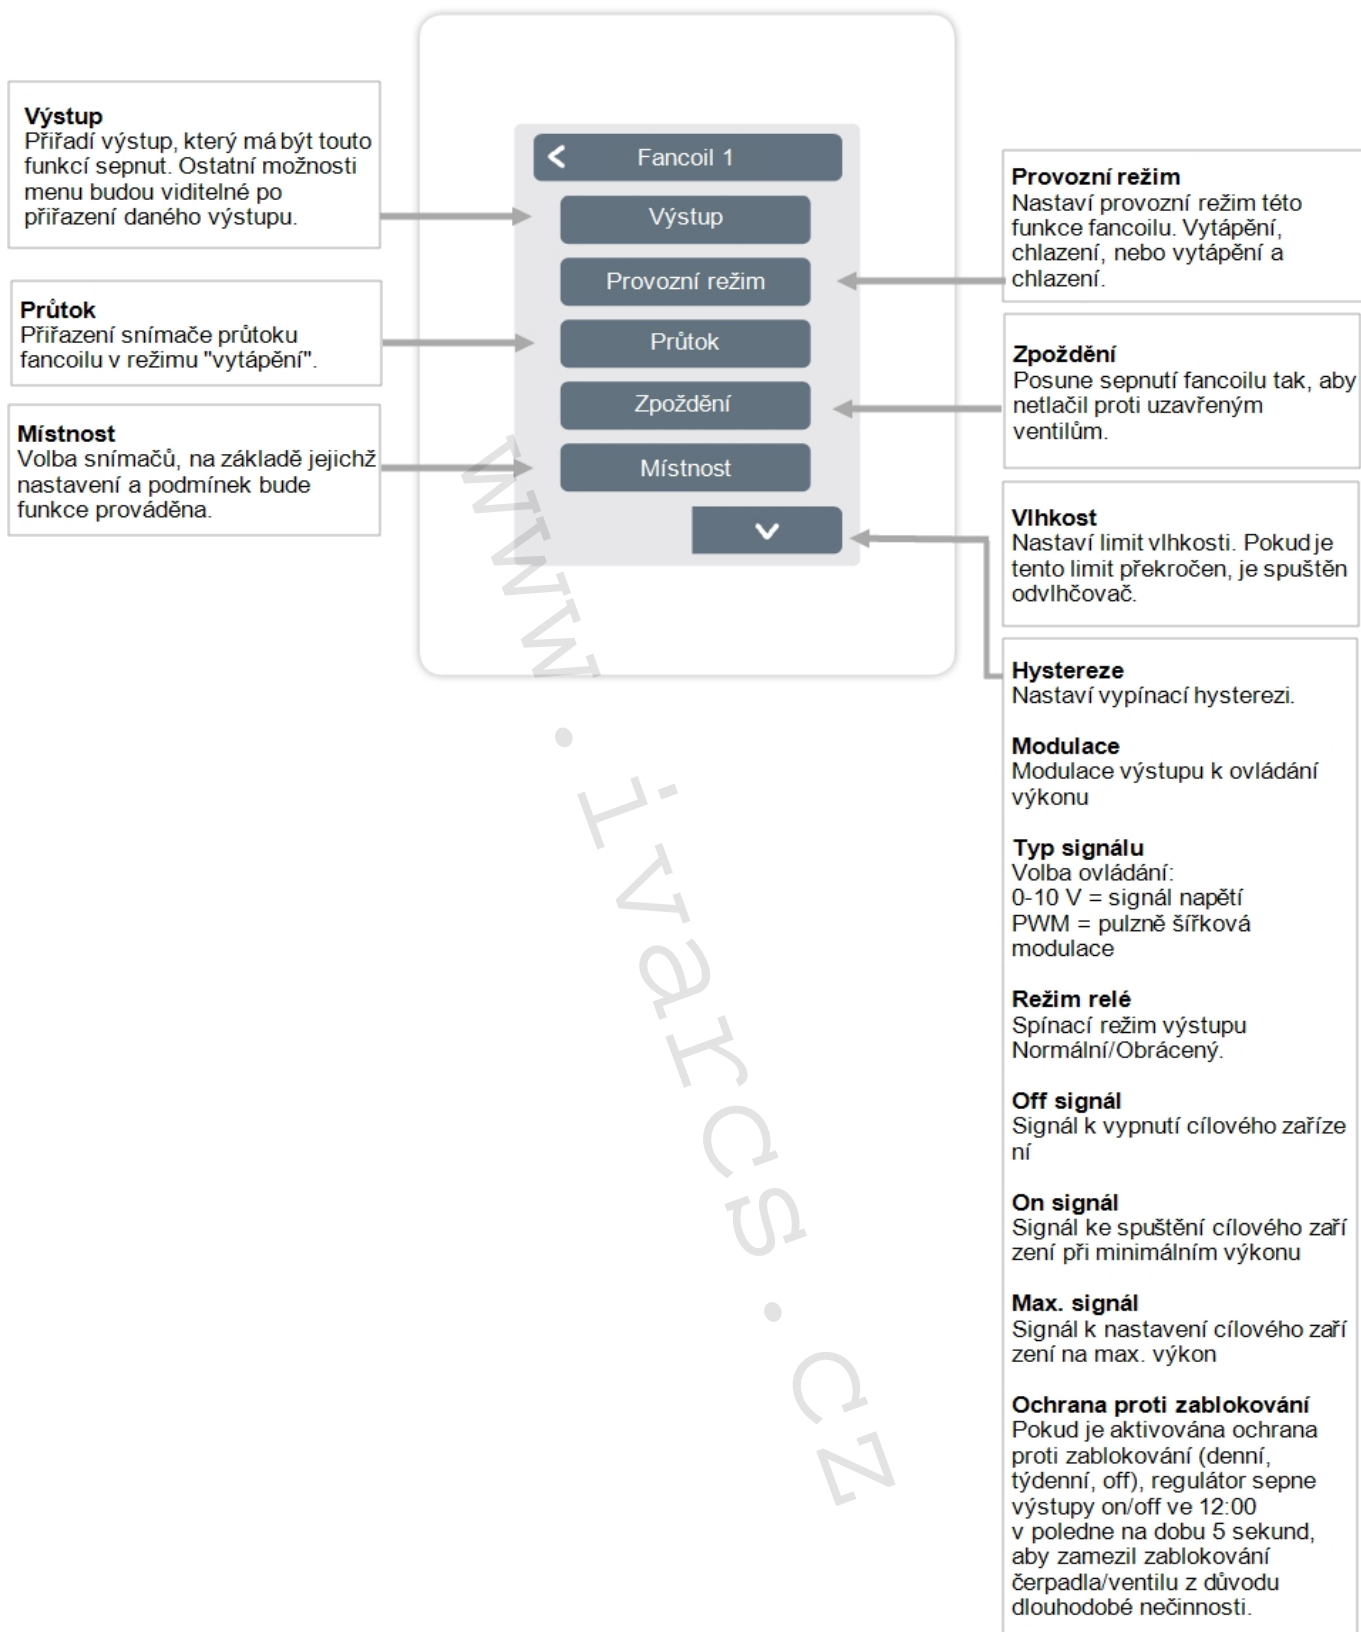 Výstup
Přiřadí výstup, který má být touto
funkcí sepnut. Ostatní možnosti
menu budou viditelné po
přiřazení daného výstupu.
Průtok
Přiřazení snímače průtoku
fancoilu v režimu "vytápění".
Místnost
Volba snímačů, na základě jejichž
nastavení a podmínek bude
funkce prováděna.
Fancoil 1
Výstup
Provozní režim
Průtok
Zpoždění
Místnost
Provozní režim
Nastaví provozní režim této
funkce fancoilu. Vytápění,
chlazení, nebo vytápění a
chlazení.
Zpoždění
Posune sepnutí fancoilu tak, aby
netlačil proti uzavřeným
ventilům.
Vlhkost
Nastaví limit vlhkosti. Pokud je
tento limit překročen, je spuštěn
odvlhčovač.
Hystereze
Nastaví vypínací hysterezi.
Modulace
Modulace výstupu k ovládání
výkonu
Typ signálu
Volba ovládání:
0-10 V = signál napětí
PWM = pulzně šířková
modulace
Režim relé
Spínací režim výstupu
Normální/Obrácený.
Off signál
Signál k vypnutí cílového zaříze
ní
On signál
Signál ke spuštění cílového zaří
zení při minimálním výkonu
Max. signál
Signál k nastavení cílového zaří
zení na max. výkon
Ochrana proti zablokování
Pokud je aktivována ochrana
proti zablokování (denní,
týdenní, off), regulátor sepne
výstupy on/off ve 12:00
v poledne na dobu 5 sekund,
aby zamezil zablokování
čerpadla/ventilu z důvodu
dlouhodobé nečinnosti.
www.ivarcs.cz